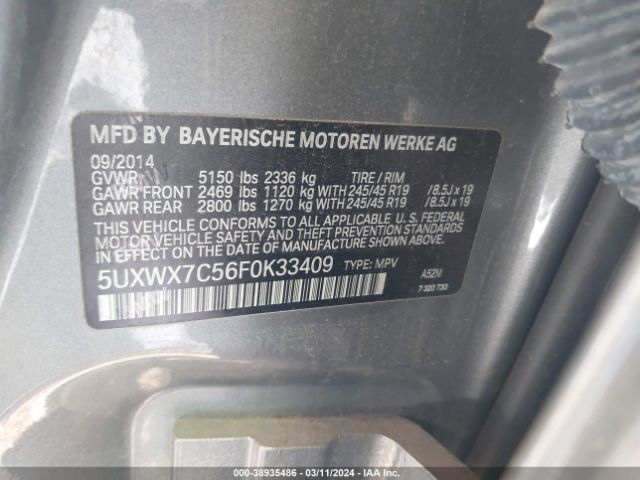 MFD BY BAYERISCHE MOTOREN WERKE AG
09/2014
GVWR 5150 lbs 2336 kg TIRE / RIM
GAWR FRONT 2469 lbs 1120 kg WITH 245/45 R19 /8.5J x 19
GAWR REAR 2800 lbs 1270 kg WITH 245/45 R19 /8.5J x 19
THIS VEHICLE CONFORMS TO ALL APPLICABLE U. S. FEDERAL
MOTOR VEHICLE SAFETY AND THEFT PREVENTION STANDARDS
IN EFFECT ON THE DATE OF MANUFACTURE SHOWN ABOVE.
5UXWX7C56F0K33409 TYPE: MPV A52M
7 320 730
000-38935486 - 03/11/2024 - IAA Inc.